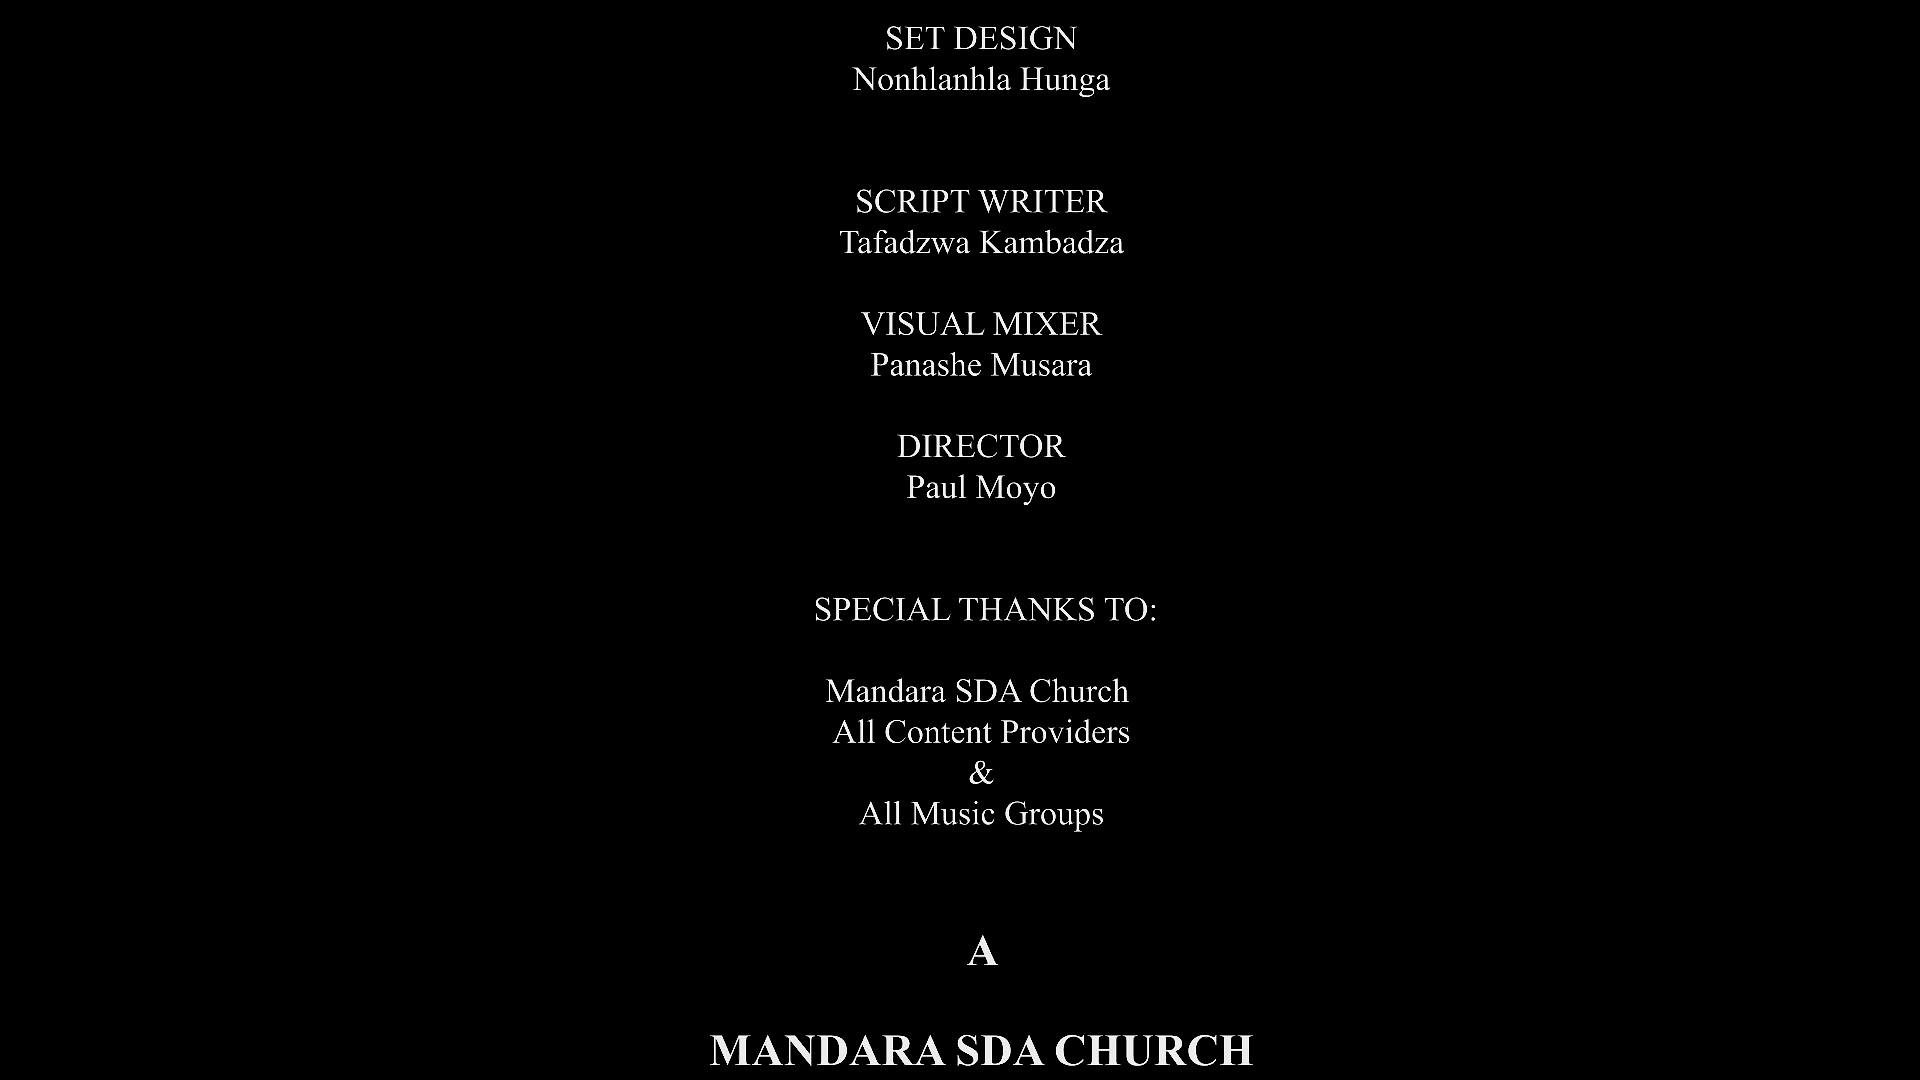 SET DESIGN
Nonhlanhla Hunga
SCRIPT WRITER
Tafadzwa Kambadza
VISUAL MIXER
Panashe Musara
DIRECTOR
Paul Moyo
SPECIAL THANKS TO:
Mandara SDA Church
All Content Providers
&
All Music Groups
A
MANDARA SDA CHURCH